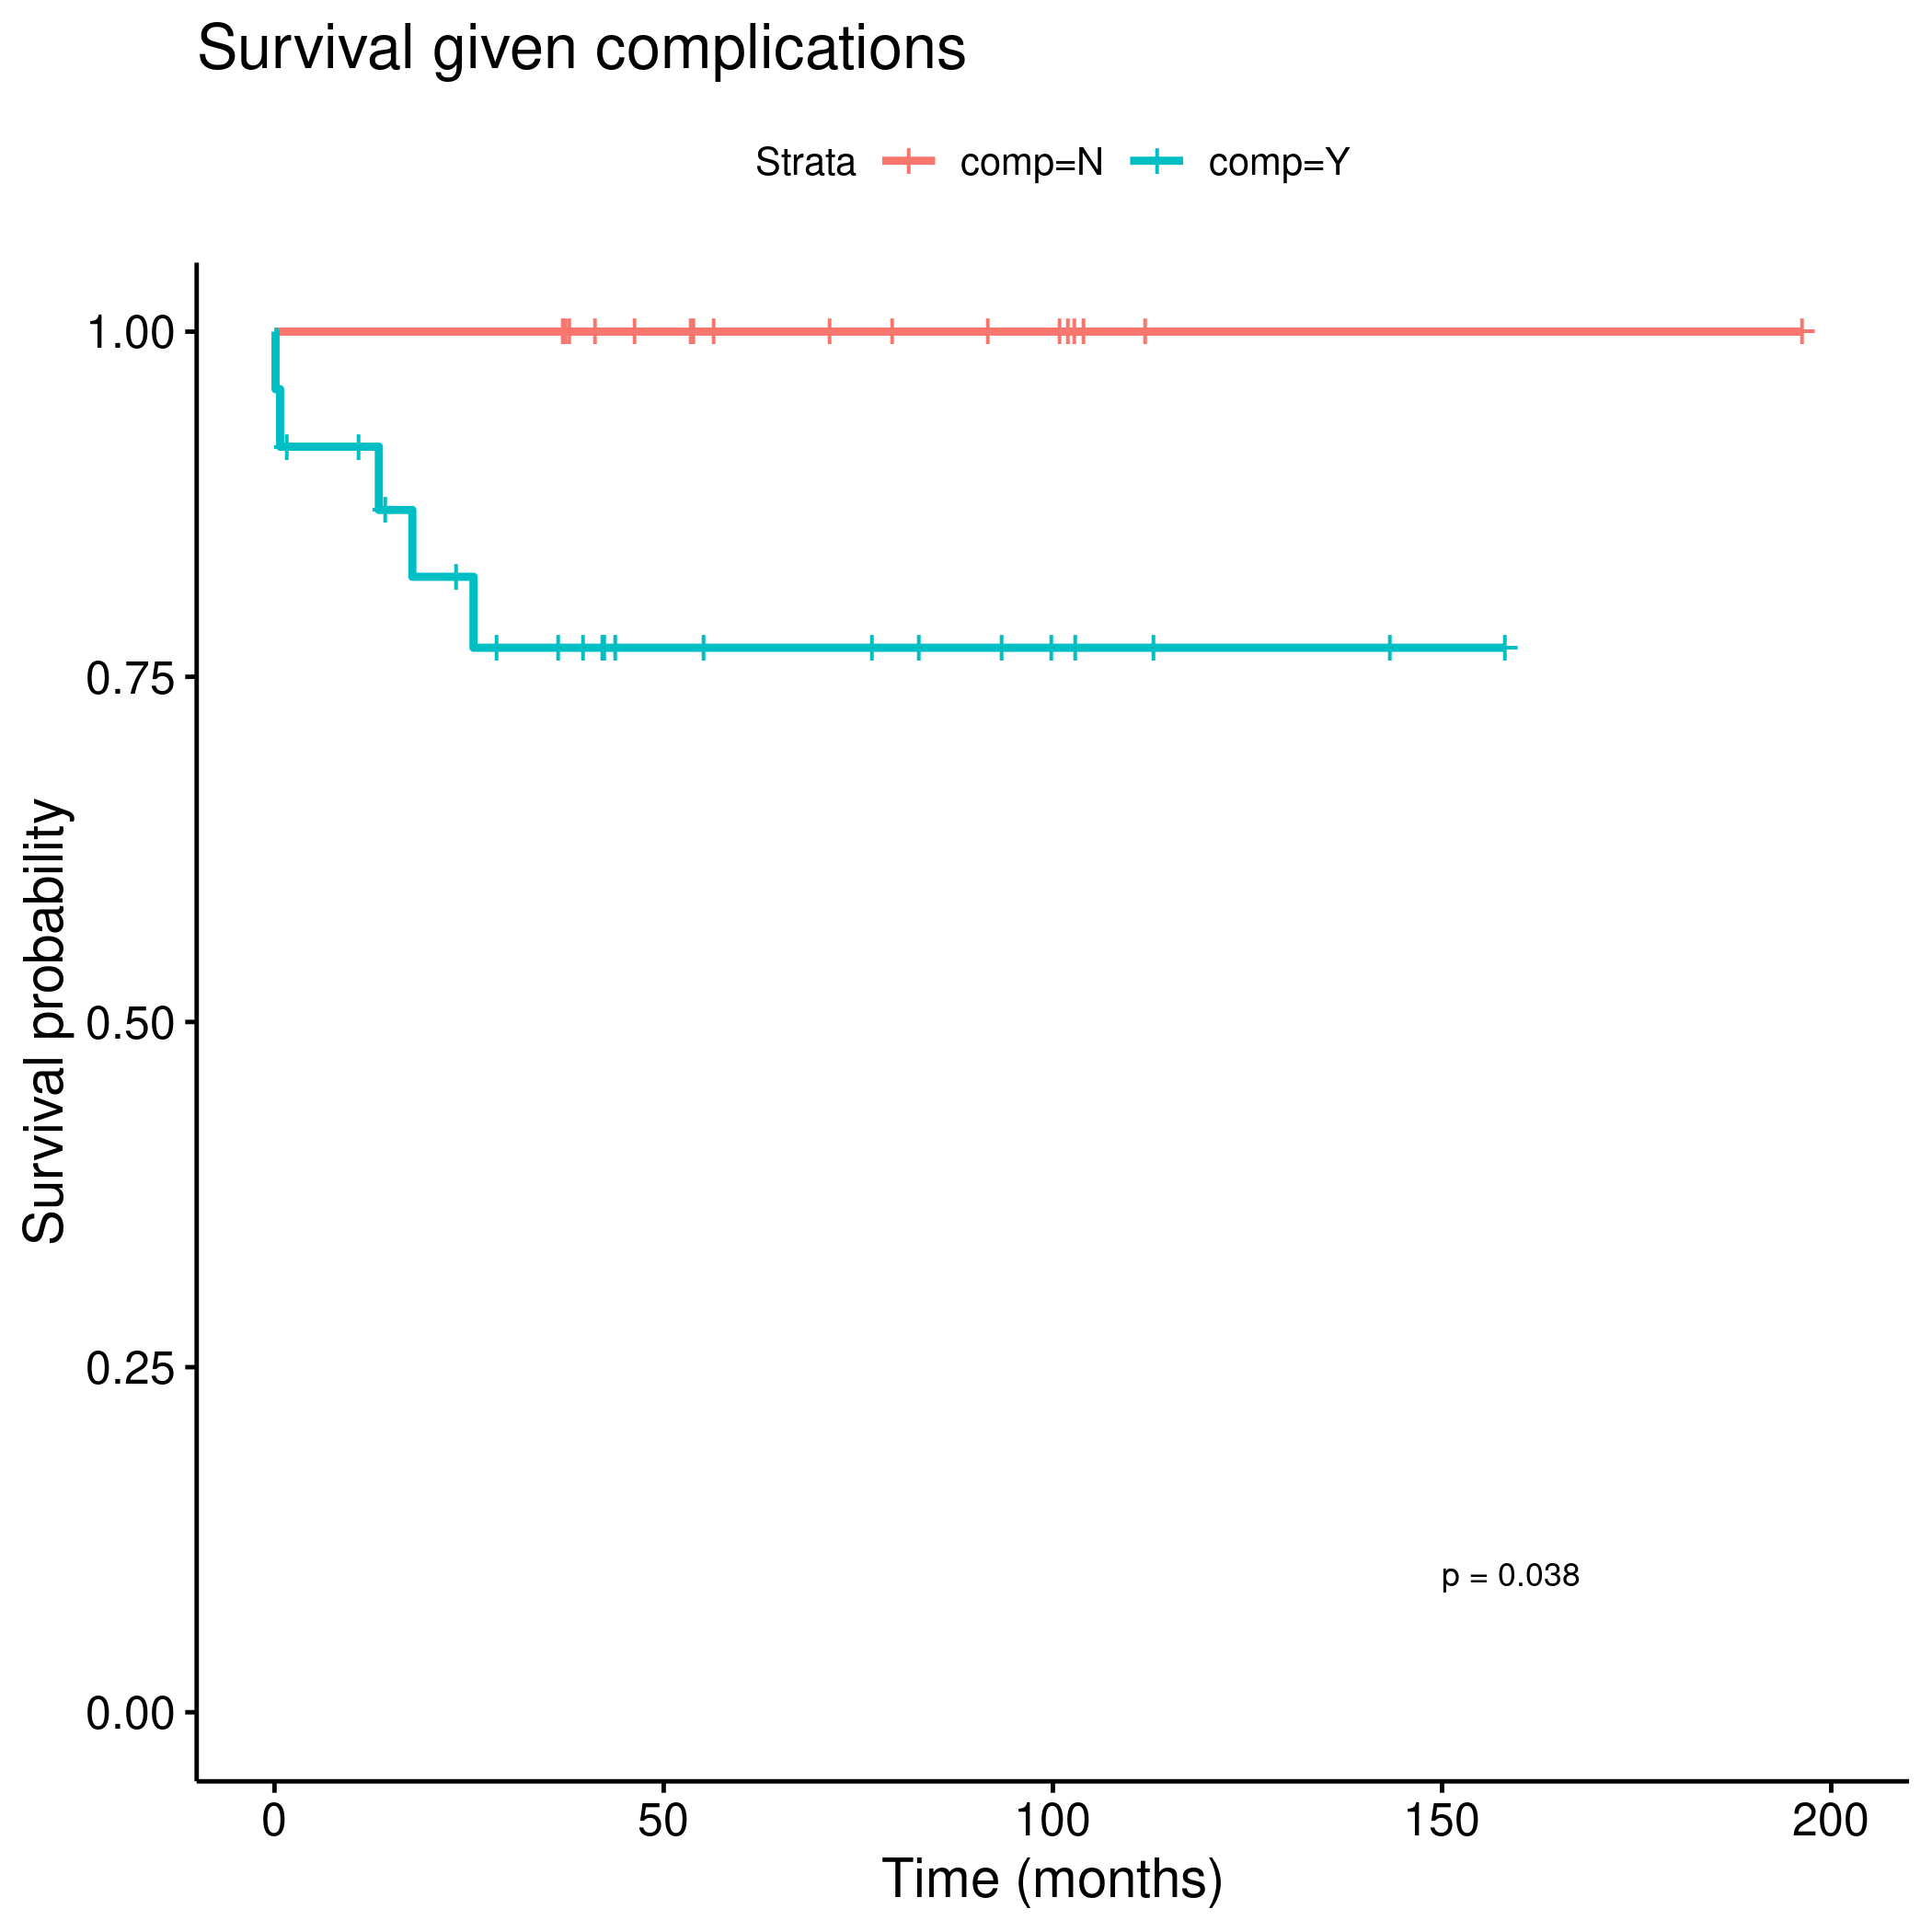 Survival given complications
Strata comp=N comp=Y
1.00
0.75
0.50
0.25
0.00
Survival probability
p = 0.038
0 50 100 150 200
Time (months)